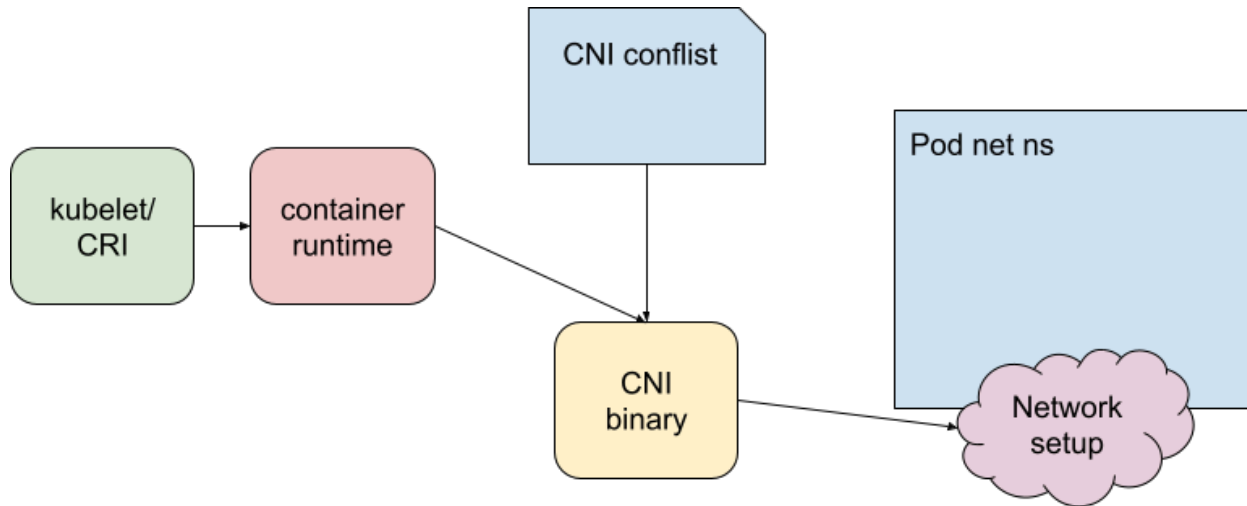 CNI conflist
Pod net ns
kubelet/
CRI
container
runtime
CNI
binary
Network
setup